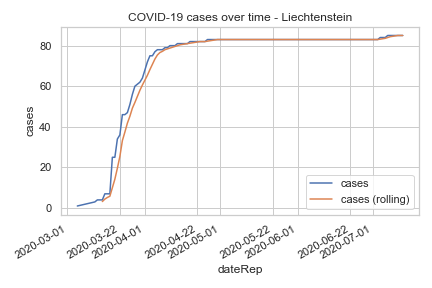 COVID-19 cases over time - Liechtenstein
80
60
40
20
0
cases
cases
cases (rolling)
2020-03-01
2020-03-22
2020-04-01
2020-04-22
2020-05-01
2020-05-22
2020-06-01
2020-06-22
2020-07-01
dateRep